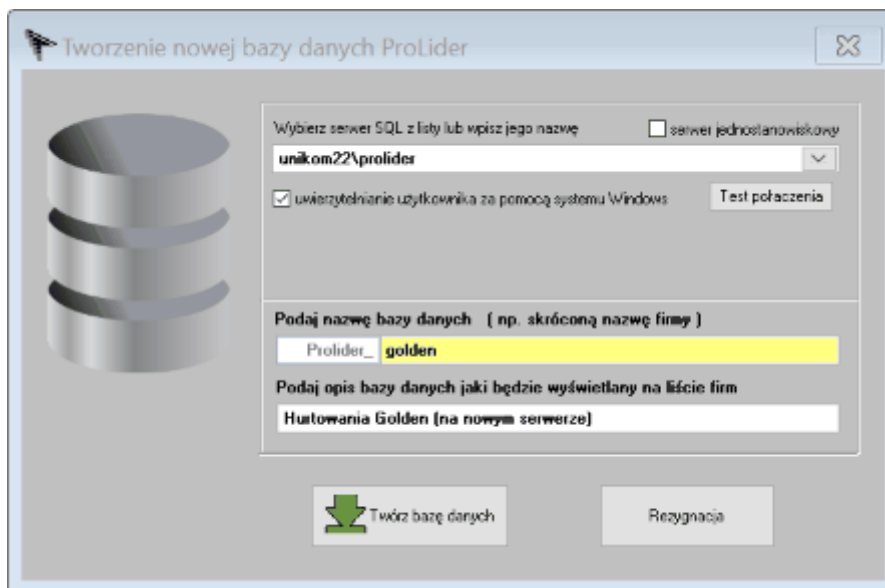 Tworzenie nowej bazy danych ProLider
Wybierz serwer SQL z listy lub wpisz jego nazwę
serwer jednostanowiskowy
unikom22\prolider
uwierzytelnianie użytkownika za pomocą systemu Windows
Test połaczenia
Podaj nazwę bazy danych ( np. skróconą nazwę firmy )
Prolider_ golden
Podaj opis bazy danych jaki będzie wyświetlany na liście firm
Hurtowania Golden (na nowym serwerze)
Twórz bazę danych
Rezygnacja